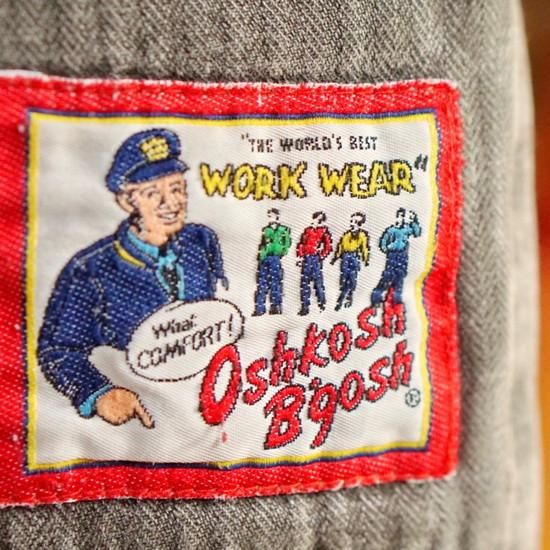 "THE WORLD'S BEST
WORK WEAR"
What
COMFORT!
Oshkosh
B'gosh
®